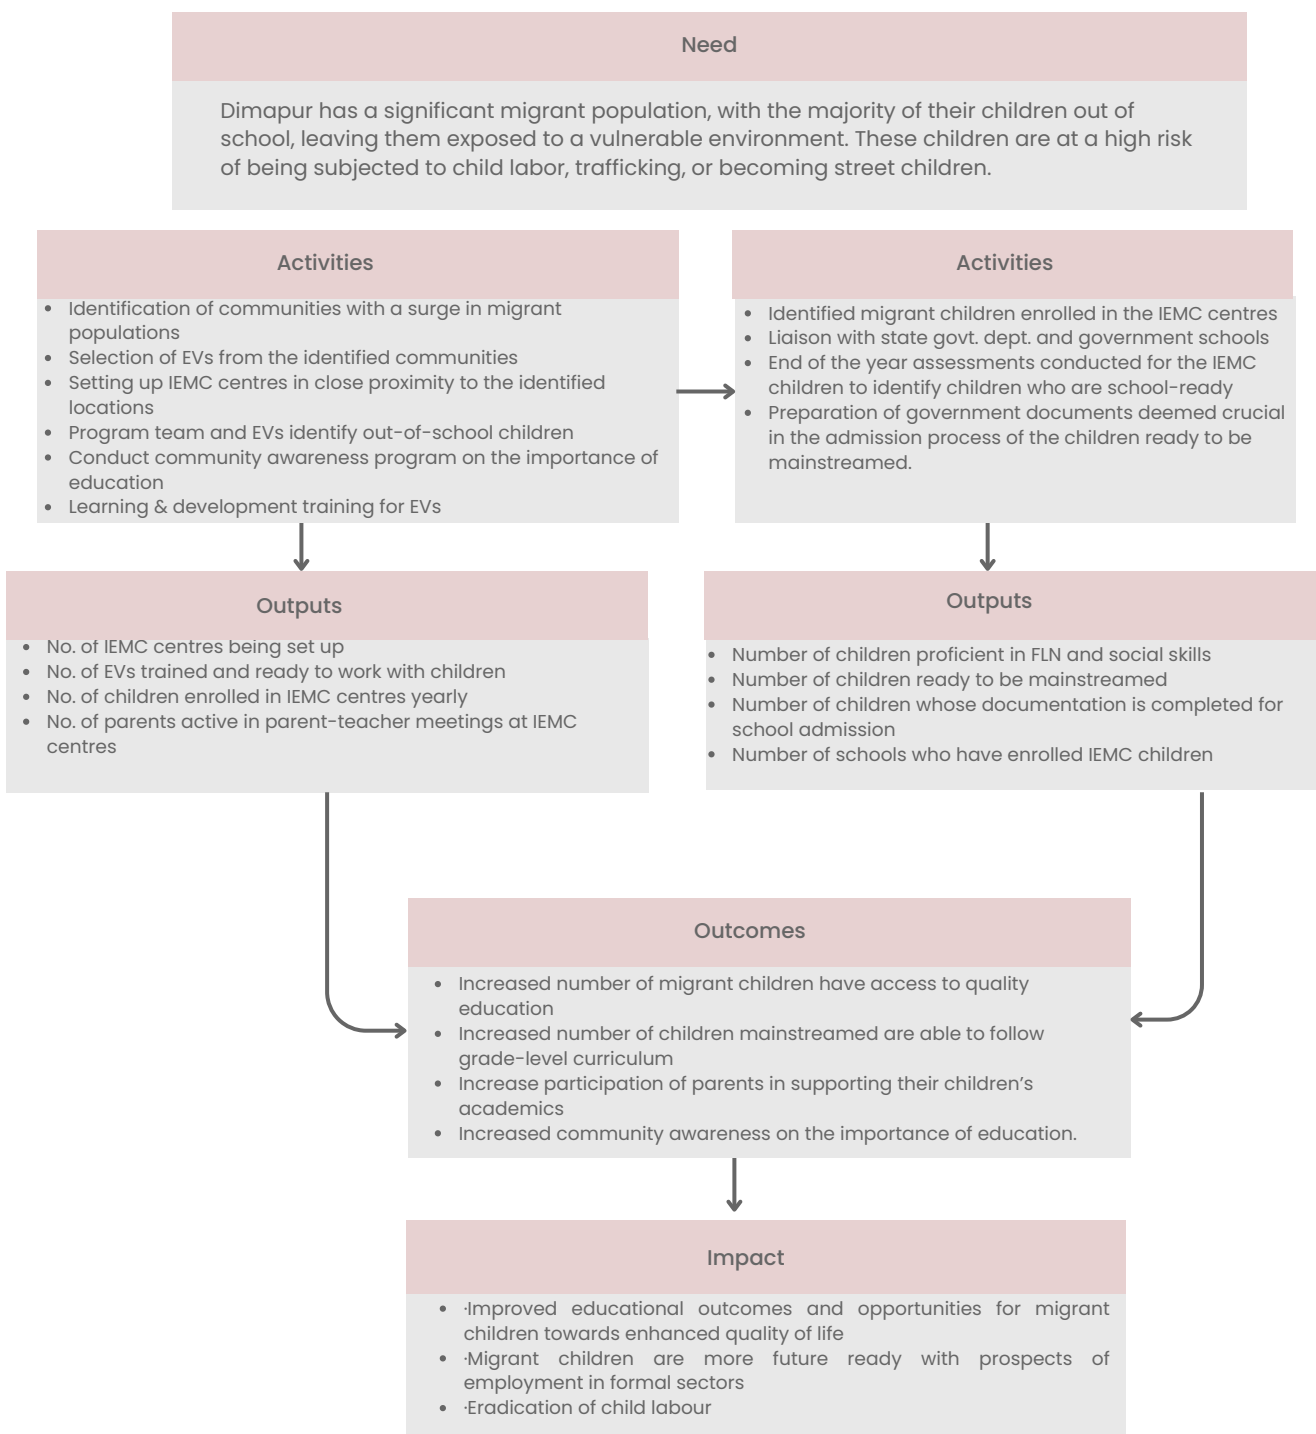 Need
Dimapur has a significant migrant population, with the majority of their children out of
school, leaving them exposed to a vulnerable environment. These children are at a high risk
of being subjected to child labor, trafficking, or becoming street children.
Activities
• Identification of communities with a surge in migrant
populations
• Selection of EVs from the identified communities
• Setting up IEMC centres in close proximity to the identified
locations
• Program team and EVs identify out-of-school children
• Conduct community awareness program on the importance of
education
• Learning & development training for EVs
Activities
• Identified migrant children enrolled in the IEMC centres
• Liaison with state govt. dept. and government schools
• End of the year assessments conducted for the IEMC
children to identify children who are school-ready
• Preparation of government documents deemed crucial
in the admission process of the children ready to be
mainstreamed.
Outputs
• No. of IEMC centres being set up
• No. of EVs trained and ready to work with children
• No. of children enrolled in IEMC centres yearly
• No. of parents active in parent-teacher meetings at IEMC
centres
Outputs
• Number of children proficient in FLN and social skills
• Number of children ready to be mainstreamed
• Number of children whose documentation is completed for
school admission
• Number of schools who have enrolled IEMC children
Outcomes
• Increased number of migrant children have access to quality
education
• Increased number of children mainstreamed are able to follow
grade-level curriculum
• Increase participation of parents in supporting their children's
academics
• Increased community awareness on the importance of education.
Impact
• ·Improved educational outcomes and opportunities for migrant
children towards enhanced quality of life
• ·Migrant children are more future ready with prospects of
employment in formal sectors
• ·Eradication of child labour